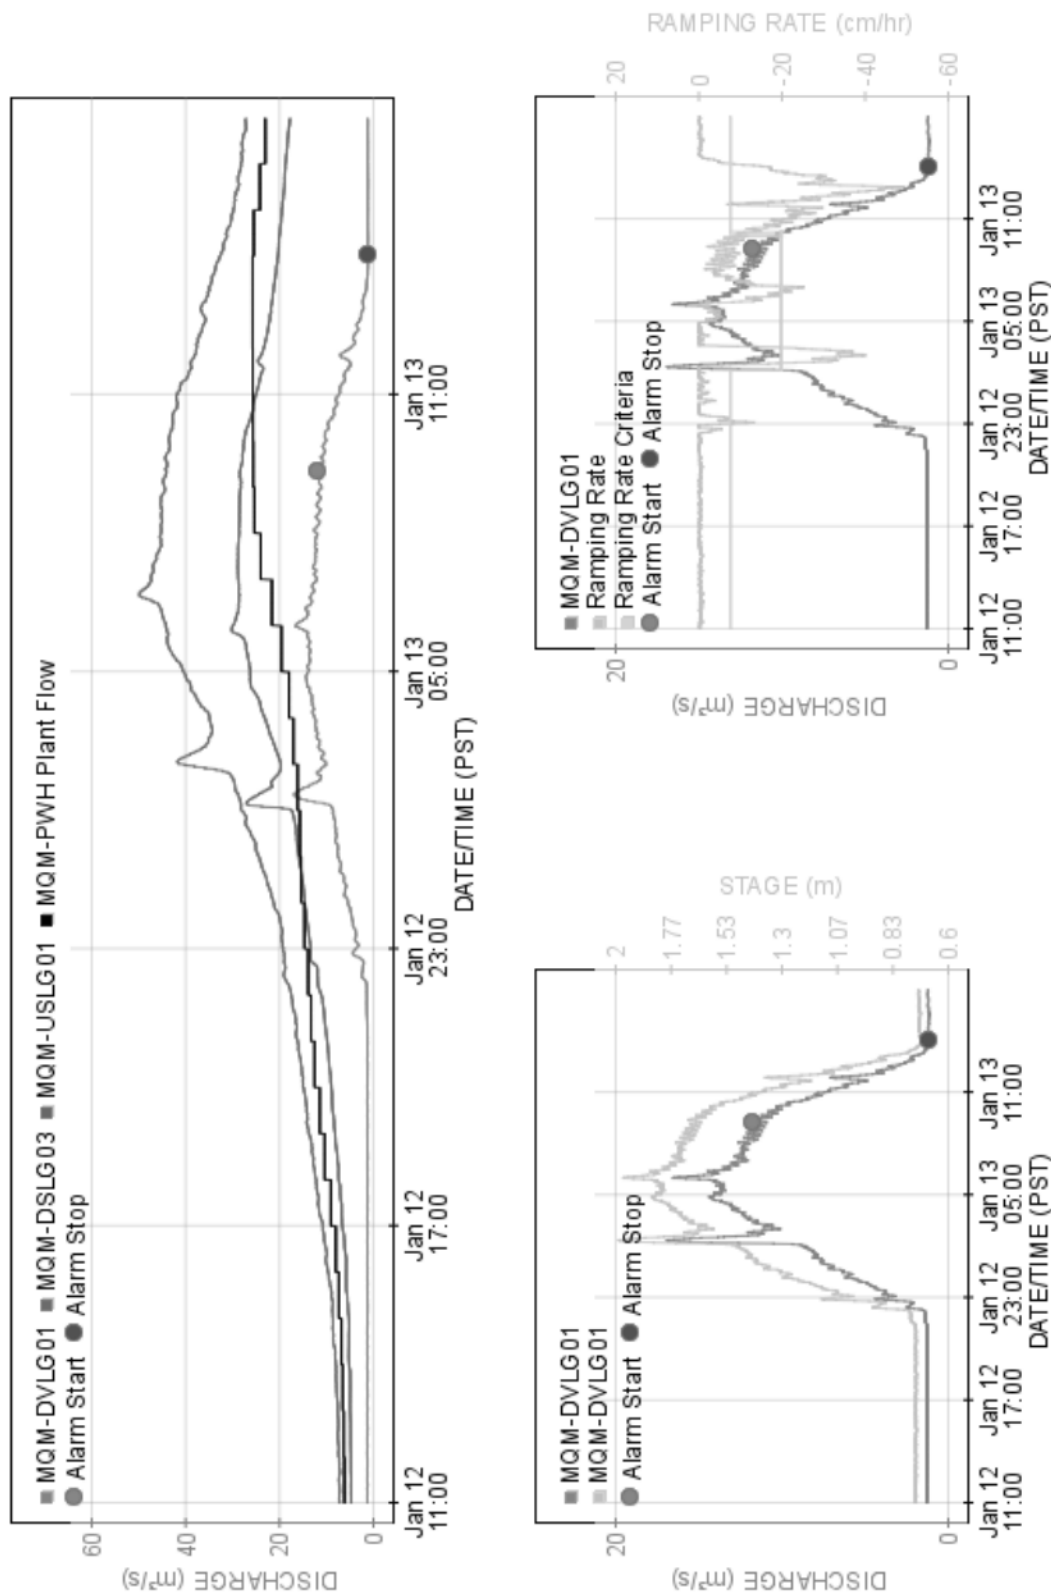 ■ MQM-DVLG01 ■ MQM-DSLG03 ■ MQM-USLG01 ■ MQM-PWH Plant Flow
● Alarm Start ● Alarm Stop
DISCHARGE (m³/s)
60
40
20
0
Jan 12 11:00
Jan 12 17:00
Jan 12 23:00
Jan 13 05:00
Jan 13 11:00
DATE/TIME (PST)
■ MQM-DVLG01
■ MQM-DVLG01
● Alarm Start ● Alarm Stop
DISCHARGE (m³/s)
20
0
STAGE (m)
2
1.77
1.53
1.3
1.07
0.83
0.6
Jan 12 11:00
Jan 12 17:00
Jan 12 23:00
Jan 13 05:00
Jan 13 11:00
DATE/TIME (PST)
■ MQM-DVLG01
■ Ramping Rate
■ Ramping Rate Criteria
● Alarm Start ● Alarm Stop
DISCHARGE (m³/s)
20
0
RAMPING RATE (cm/hr)
20
0
-20
-40
-60
Jan 12 11:00
Jan 12 17:00
Jan 12 23:00
Jan 13 05:00
Jan 13 11:00
DATE/TIME (PST)